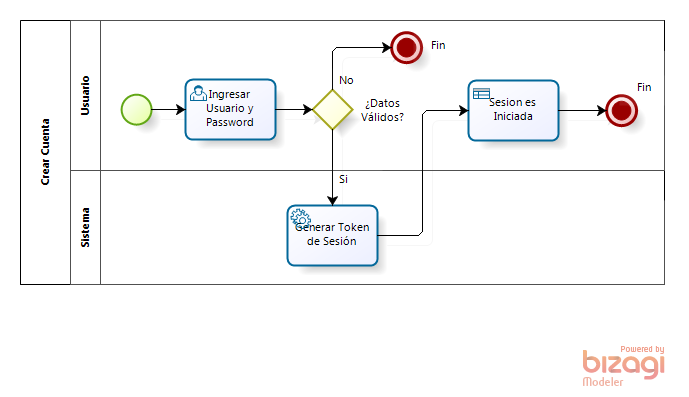 Crear Cuenta
Usuario
Ingresar
Usuario y
Password
No
¿Datos
Válidos?
Fin
Sesion es
Iniciada
Fin
Si
Sistema
Generar Token
de Sesión
Powered by
bizagi
Modeler